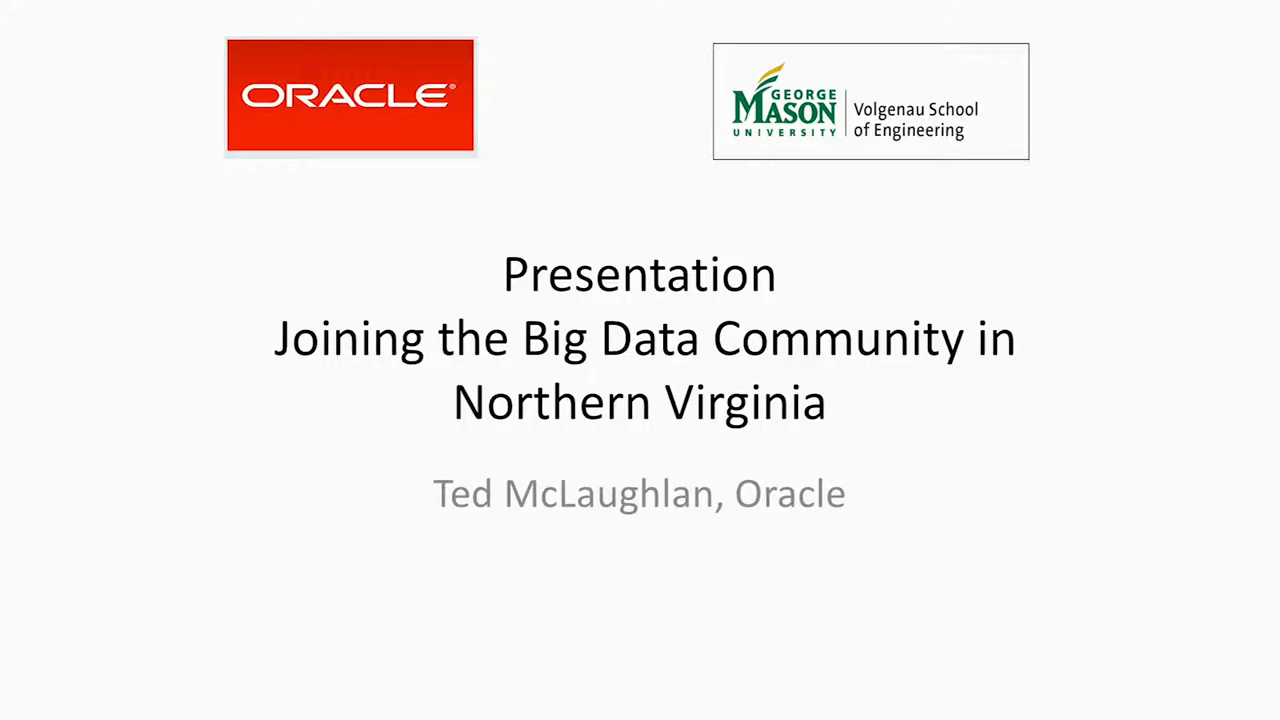 ORACLE®
GEORGE
MASON
UNIVERSITY
Volgenau School
of Engineering
Presentation
Joining the Big Data Community in
Northern Virginia
Ted McLaughlan, Oracle